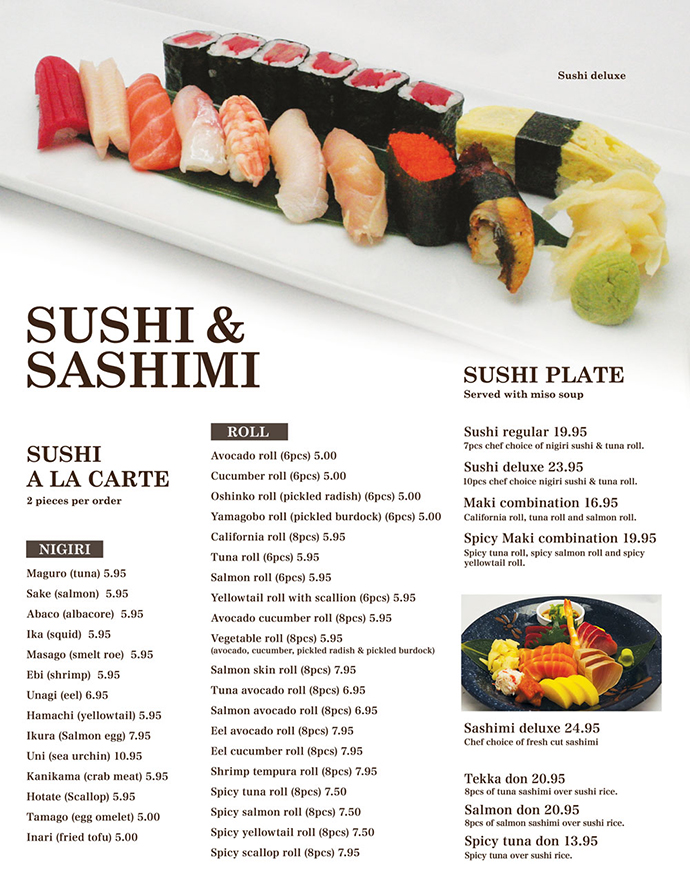 Sushi deluxe
SUSHI &
SASHIMI
SUSHI
A LA CARTE
2 pieces per order
NIGIRI
Maguro (tuna) 5.95
Sake (salmon) 5.95
Abaco (albacore) 5.95
Ika (squid) 5.95
Masago (smelt roe) 5.95
Ebi (shrimp) 5.95
Unagi (eel) 6.95
Hamachi (yellowtail) 5.95
Ikura (Salmon egg) 7.95
Uni (sea urchin) 10.95
Kanikama (crab meat) 5.95
Hotate (Scallop) 5.95
Tamago (egg omelet) 5.00
Inari (fried tofu) 5.00
ROLL
Avocado roll (6pcs) 5.00
Cucumber roll (6pcs) 5.00
Oshinko roll (pickled radish) (6pcs) 5.00
Yamagobo roll (pickled burdock) (6pcs) 5.00
California roll (8pcs) 5.95
Tuna roll (6pcs) 5.95
Salmon roll (6pcs) 5.95
Yellowtail roll with scallion (6pcs) 5.95
Avocado cucumber roll (8pcs) 5.95
Vegetable roll (8pcs) 5.95
(avocado, cucumber, pickled radish & pickled burdock)
Salmon skin roll (8pcs) 7.95
Tuna avocado roll (8pcs) 6.95
Salmon avocado roll (8pcs) 6.95
Eel avocado roll (8pcs) 7.95
Eel cucumber roll (8pcs) 7.95
Shrimp tempura roll (8pcs) 7.95
Spicy tuna roll (8pcs) 7.50
Spicy salmon roll (8pcs) 7.50
Spicy yellowtail roll (8pcs) 7.50
Spicy scallop roll (8pcs) 7.95
SUSHI PLATE
Served with miso soup
Sushi regular 19.95
7pcs chef choice of nigiri sushi & tuna roll.
Sushi deluxe 23.95
10pcs chef choice nigiri sushi & tuna roll.
Maki combination 16.95
California roll, tuna roll and salmon roll.
Spicy Maki combination 19.95
Spicy tuna roll, spicy salmon roll and spicy
yellowtail roll.
Sashimi deluxe 24.95
Chef choice of fresh cut sashimi
Tekka don 20.95
8pcs of tuna sashimi over sushi rice.
Salmon don 20.95
8pcs of salmon sashimi over sushi rice.
Spicy tuna don 13.95
Spicy tuna over sushi rice.